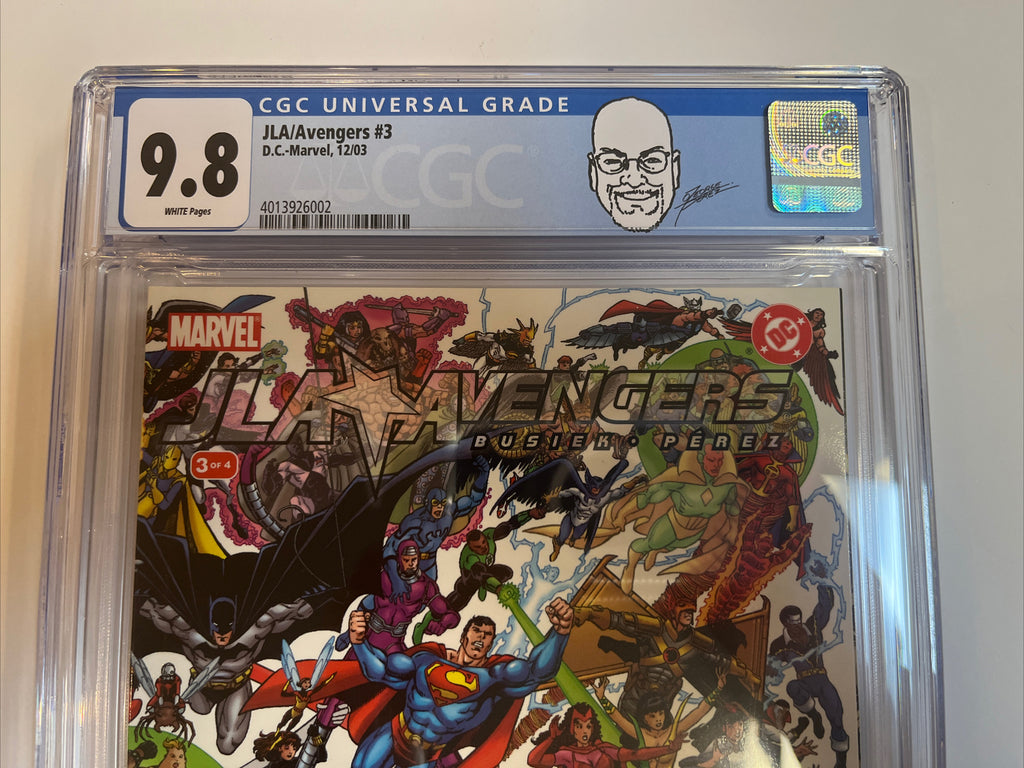 CGC UNIVERSAL GRADE
9.8
WHITE Pages
JLA/Avengers #3
D.C.-Marvel, 12/03
CGC
4013926002
CGC
MARVEL
DC
JLA AVENGERS
BUSIEK • PÉREZ
3 OF 4
S